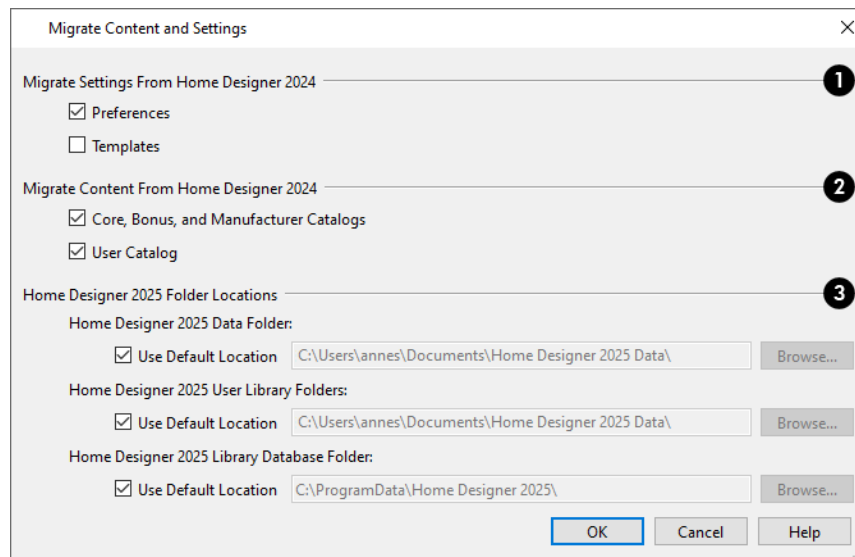 Migrate Content and Settings
Migrate Settings From Home Designer 2024 1
Preferences
Templates
Migrate Content From Home Designer 2024 2
Core, Bonus, and Manufacturer Catalogs
User Catalog
Home Designer 2025 Folder Locations 3
Home Designer 2025 Data Folder:
Use Default Location C:\Users\annes\Documents\Home Designer 2025 Data\ Browse...
Home Designer 2025 User Library Folders:
Use Default Location C:\Users\annes\Documents\Home Designer 2025 Data\ Browse...
Home Designer 2025 Library Database Folder:
Use Default Location C:\ProgramData\Home Designer 2025\ Browse...
OK Cancel Help